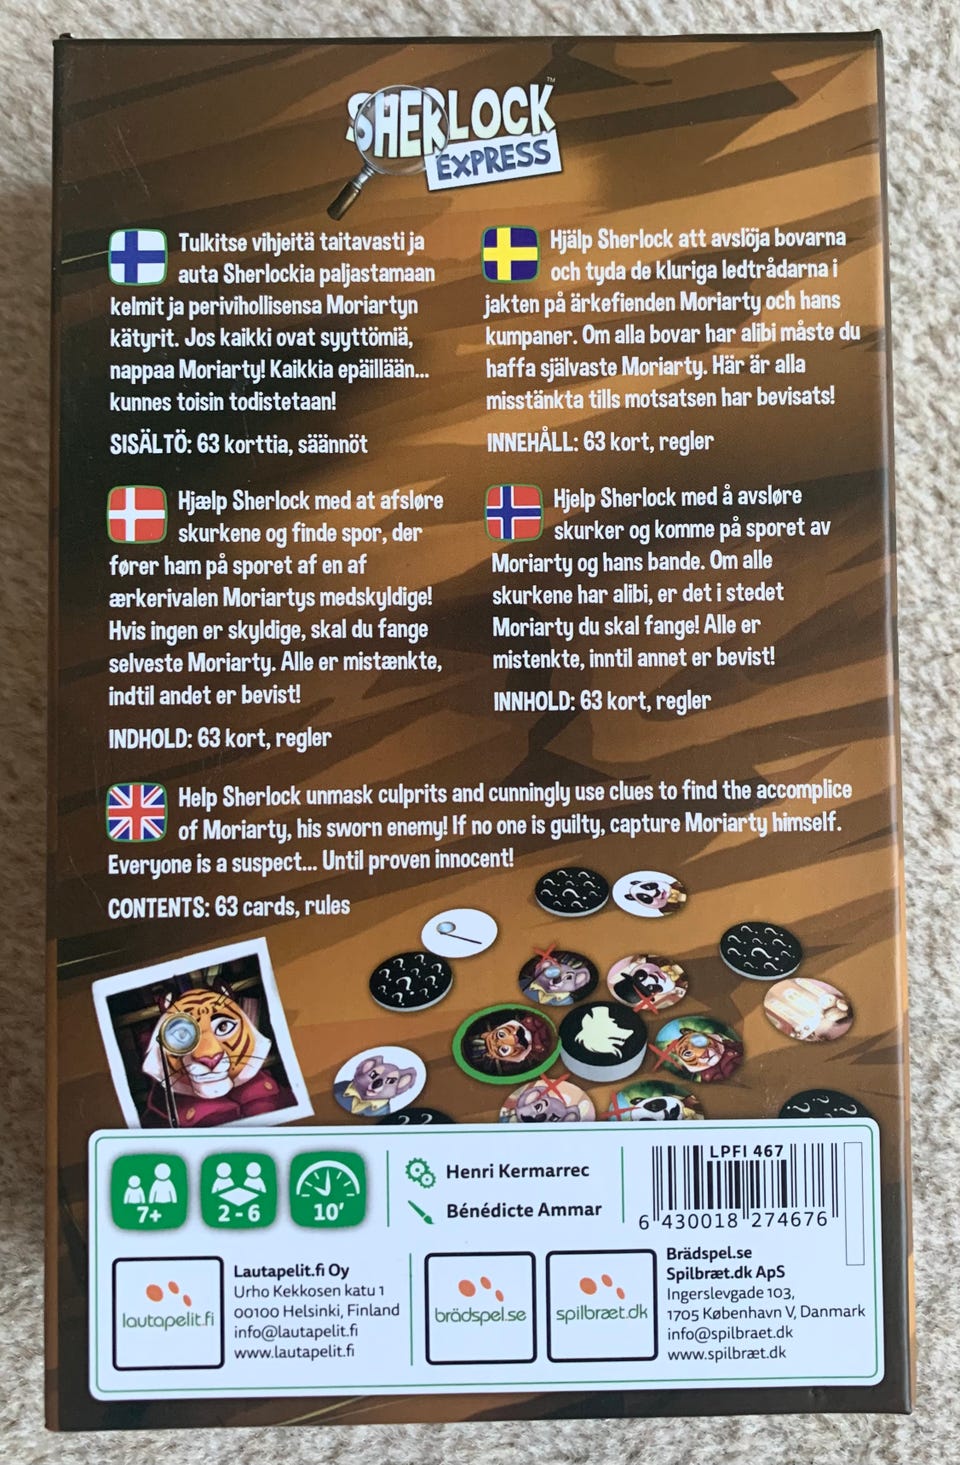 SHERLOCK™
EXPRESS
Tulkitse vihjeitä taitavasti ja
auta Sherlockia paljastamaan
kelmit ja perivihollisensa Moriartyn
kätyrit. Jos kaikki ovat syyttömiä,
nappaa Moriarty! Kaikkia epäillään...
kunnes toisin todistetaan!
SISÄLTÖ: 63 korttia, säännöt
Hjälp Sherlock att avslöja bovarna
och tyda de kluriga ledtrådarna i
jakten på ärkefienden Moriarty och hans
kumpaner. Om alla bovar har alibi måste du
haffa självaste Moriarty. Här är alla
misstänkta tills motsatsen har bevisats!
INNEHÅLL: 63 kort, regler
Hjælp Sherlock med at afsløre
skurkene og finde spor, der
fører ham på sporet af en af
ærkerivalen Moriartys medskyldige!
Hvis ingen er skyldige, skal du fange
selveste Moriarty. Alle er mistænkte,
indtil andet er bevist!
INDHOLD: 63 kort, regler
Hjelp Sherlock med å avsløre
skurker og komme på sporet av
Moriarty og hans bande. Om alle
skurkene har alibi, er det i stedet
Moriarty du skal fange! Alle er
mistenkte, inntil annet er bevist!
INNHOLD: 63 kort, regler
Help Sherlock unmask culprits and cunningly use clues to find the accomplice
of Moriarty, his sworn enemy! If no one is guilty, capture Moriarty himself.
Everyone is a suspect... Until proven innocent!
CONTENTS: 63 cards, rules
7+
2-6
10'
Henri Kermarrec
Bénédicte Ammar
LPFI 467
6 430018 274676
lautapelit.fi
Lautapelit.fi Oy
Urho Kekkosen katu 1
00100 Helsinki, Finland
info@lautapelit.fi
www.lautapelit.fi
brädspel.se
spilbræt.dk
Brädspel.se
Spilbræt.dk ApS
Ingerslevgade 103,
1705 København V, Danmark
info@spilbraet.dk
www.spilbræt.dk